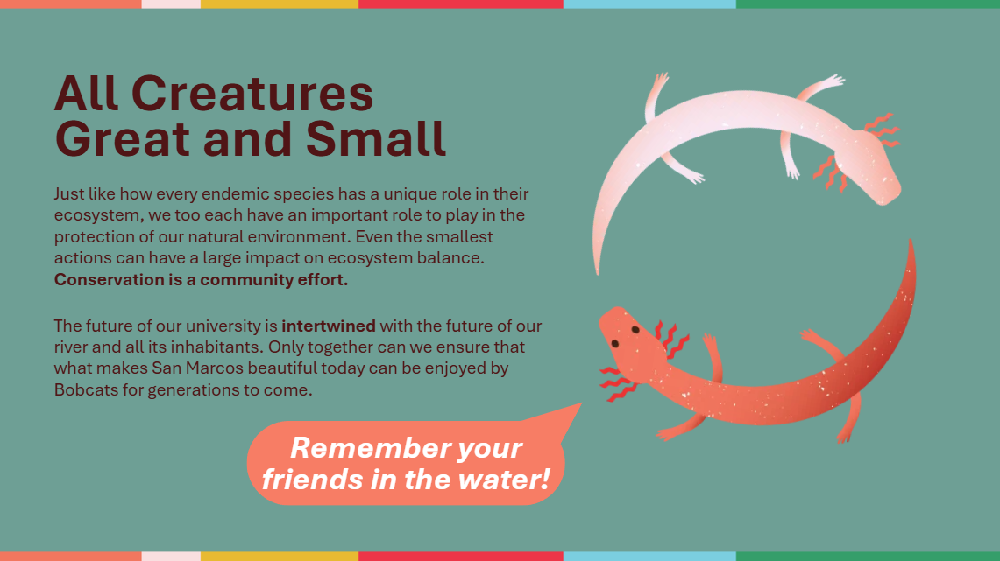 All Creatures
Great and Small
Just like how every endemic species has a unique role in their
ecosystem, we too each have an important role to play in the
protection of our natural environment. Even the smallest
actions can have a large impact on ecosystem balance.
Conservation is a community effort.
The future of our university is intertwined with the future of our
river and all its inhabitants. Only together can we ensure that
what makes San Marcos beautiful today can be enjoyed by
Bobcats for generations to come.
Remember your
friends in the water!